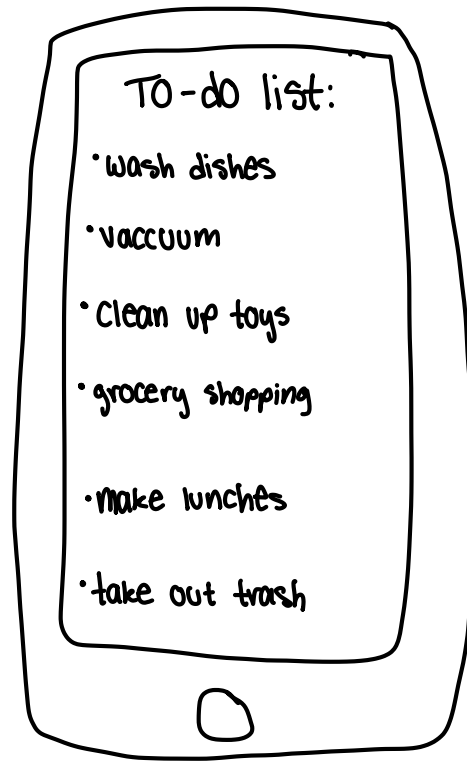 To-do list:
• wash dishes
• vaccuum
• clean up toys
• grocery shopping
• make lunches
• take out trash